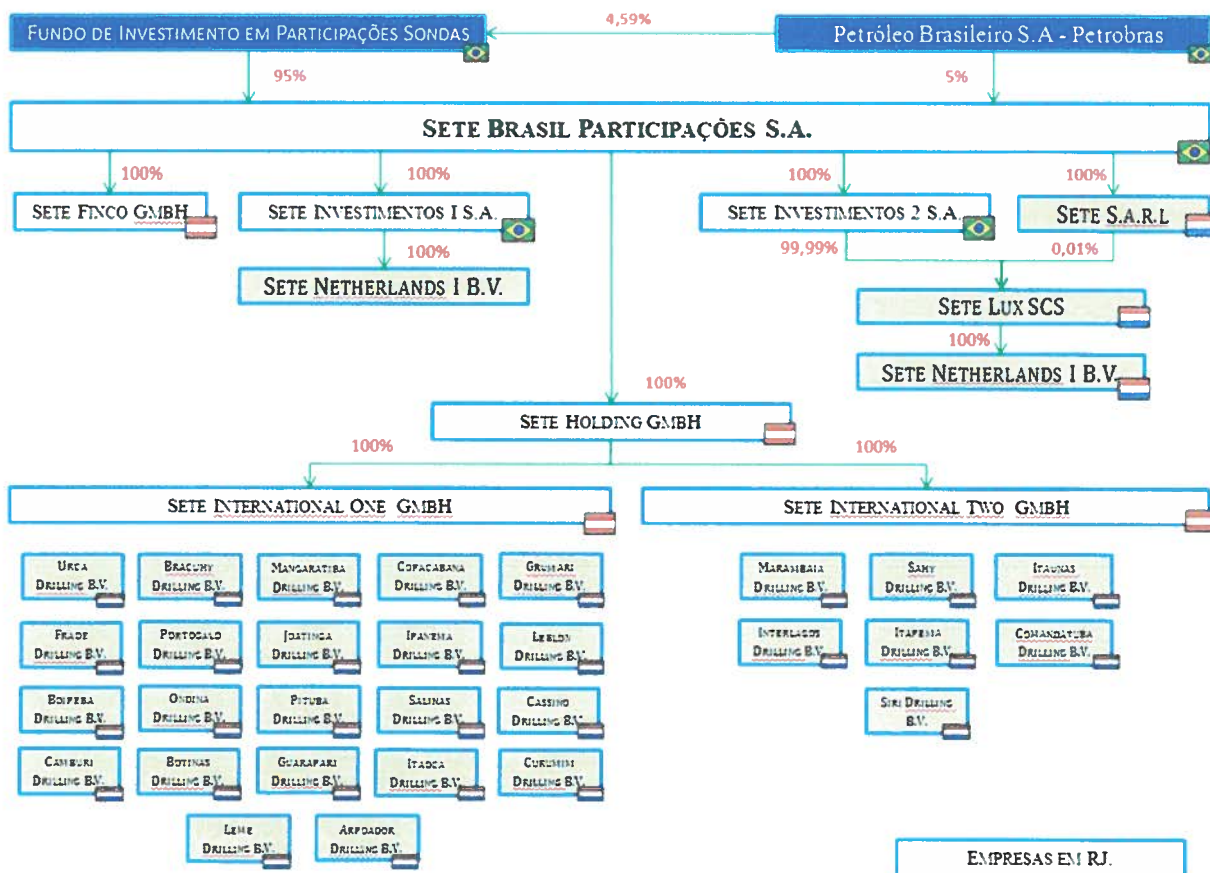 FUNDO DE INVESTIMENTO EM PARTICIPAÇÕES SONDAS
4,59%
Petróleo Brasileiro S.A - Petrobras
95%
5%
SETE BRASIL PARTICIPAÇÕES S.A.
100%
100%
100%
100%
SETE FINCO GMBH
SETE INVESTIMENTOS I S.A.
SETE INVESTIMENTOS 2 S.A.
SETE S.A.R.L
100%
99,99%
0,01%
SETE NETHERLANDS I B.V.
SETE LUX SCS
100%
SETE NETHERLANDS I B.V.
100%
SETE HOLDING GMBH
100%
100%
SETE INTERNATIONAL ONE GMBH
SETE INTERNATIONAL TWO GMBH
URCA
DRILLING B.V.
BRACUHY
DRILLING B.V.
MANGARATIBA
DRILLING B.V.
COPACABANA
DRILLING B.V.
GRUMARI
DRILLING B.V.
MARAMBAIA
DRILLING B.V.
SAHY
DRILLING B.V.
ITAUNAS
DRILLING B.V.
FRADE
DRILLING B.V.
PORTOGALO
DRILLING B.V.
JOATINGA
DRILLING B.V.
IPANEMA
DRILLING B.V.
LEBLON
DRILLING B.V.
INTERLAGOS
DRILLING B.V.
ITAPEMA
DRILLING B.V.
COMANDATUBA
DRILLING B.V.
BOIPEBA
DRILLING B.V.
ONDINA
DRILLING B.V.
PITUBA
DRILLING B.V.
SALINAS
DRILLING B.V.
CASSINO
DRILLING B.V.
SIRI DRILLING
B.V.
CAMBURI
DRILLING B.V.
BOTINAS
DRILLING B.V.
GUARAPARI
DRILLING B.V.
ITAOCA
DRILLING B.V.
CURUMIM
DRILLING B.V.
LEME
DRILLING B.V.
ARPOADOR
DRILLING B.V.
EMPRESAS EM RJ.